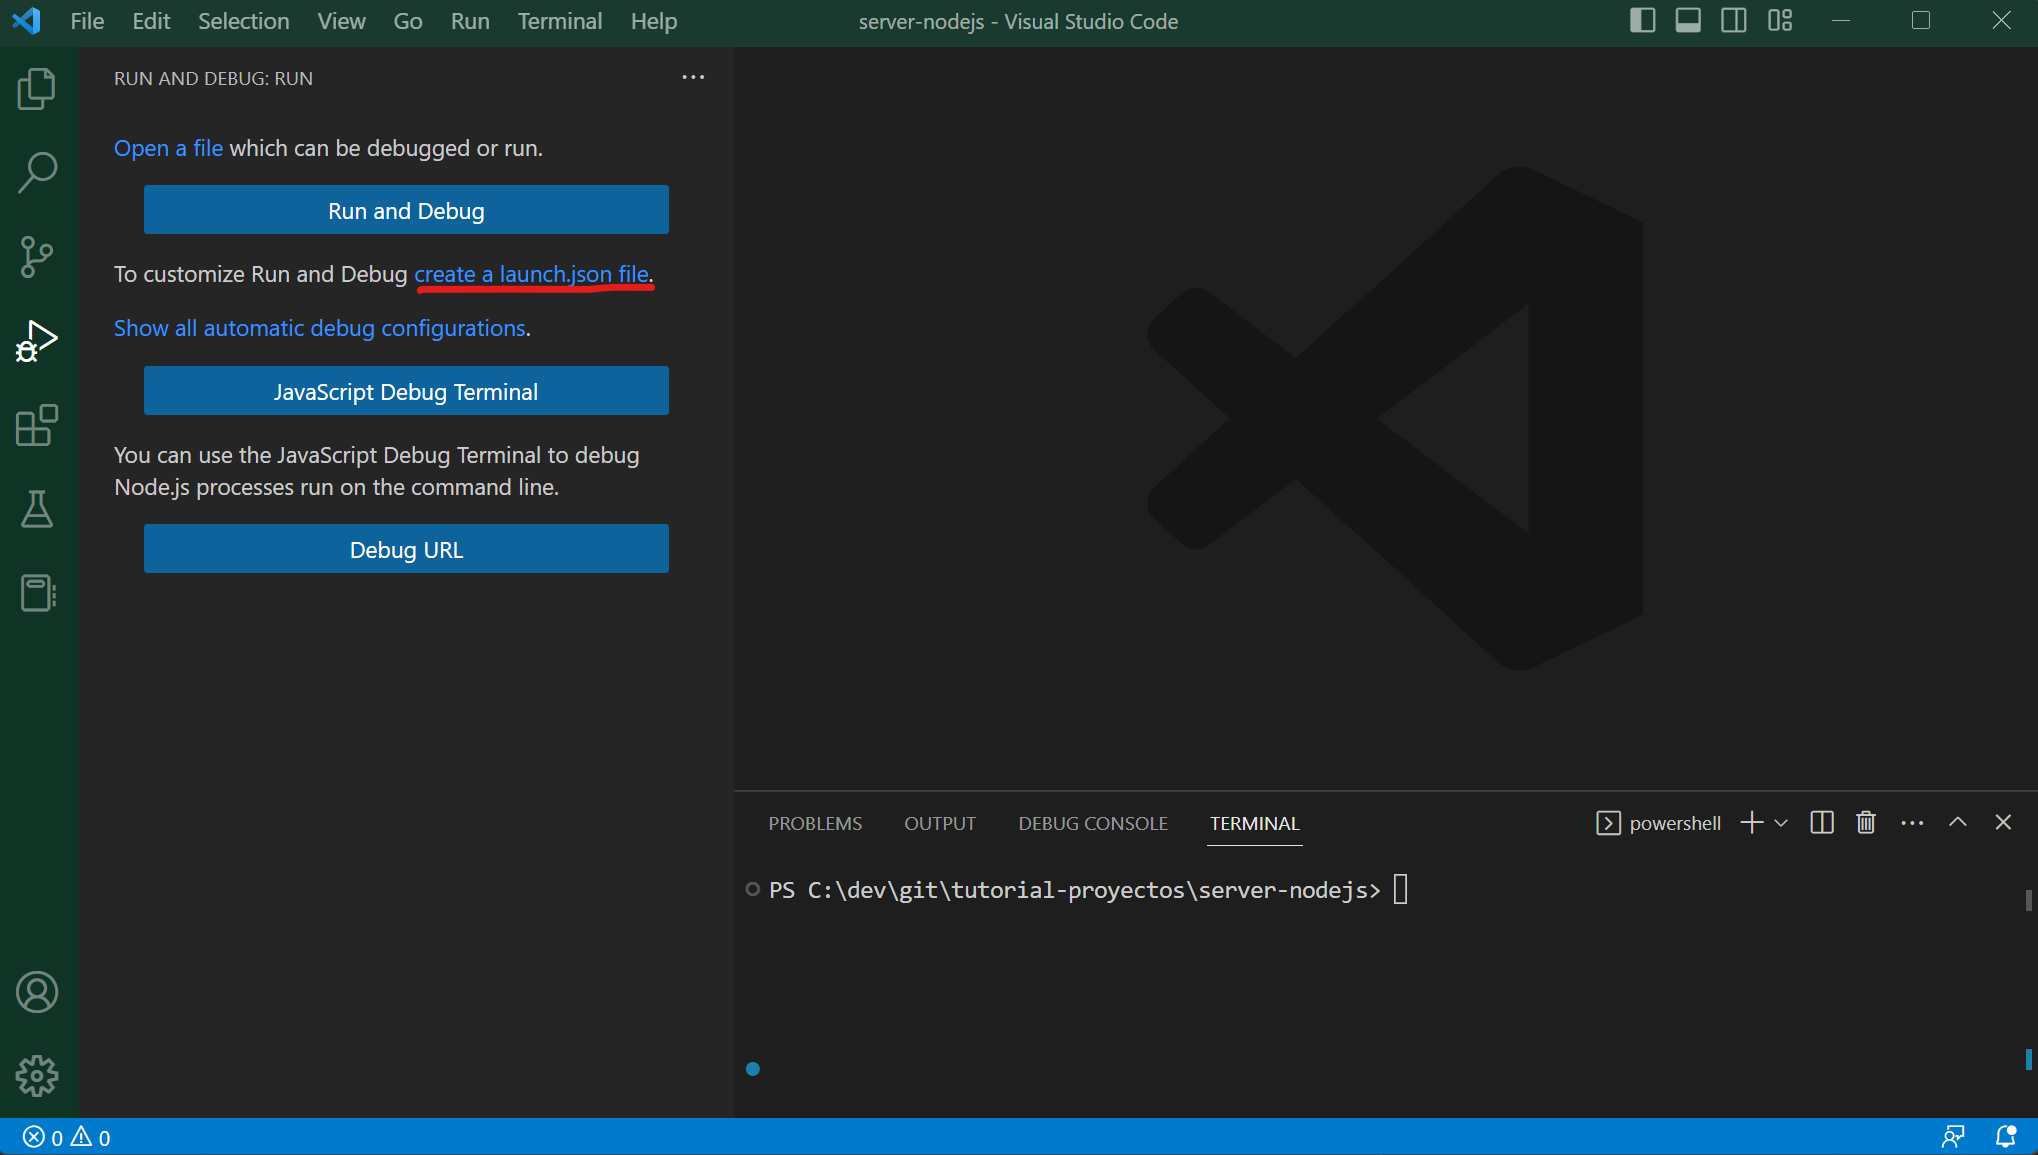 File Edit Selection View Go Run Terminal Help
server-nodejs - Visual Studio Code
RUN AND DEBUG: RUN
Open a file which can be debugged or run.
Run and Debug
To customize Run and Debug create a launch.json file.
Show all automatic debug configurations.
JavaScript Debug Terminal
You can use the JavaScript Debug Terminal to debug
Node.js processes run on the command line.
Debug URL
PROBLEMS OUTPUT DEBUG CONSOLE TERMINAL
powershell
PS C:\dev\git\tutorial-proyectos\server-nodejs>
0 0